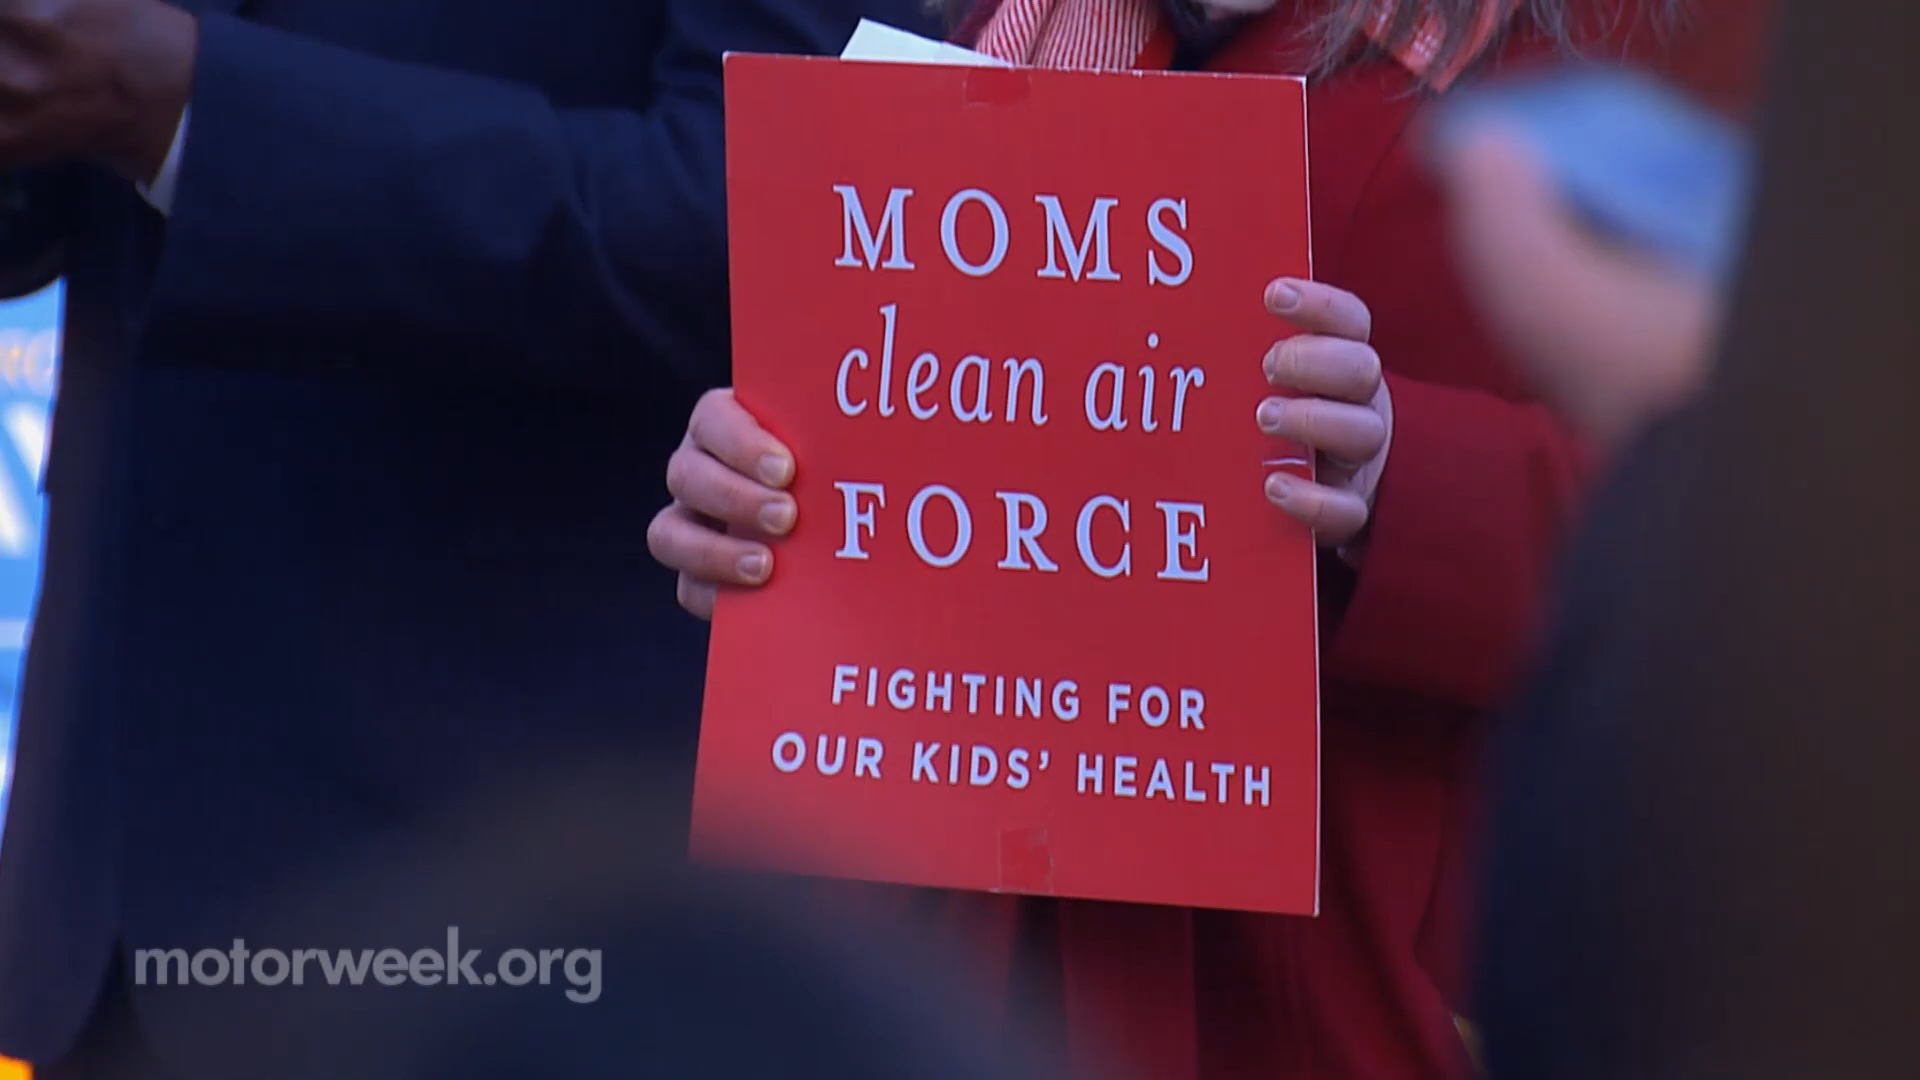 MOMS
clean air
FORCE
FIGHTING FOR
OUR KIDS’ HEALTH
motorweek.org